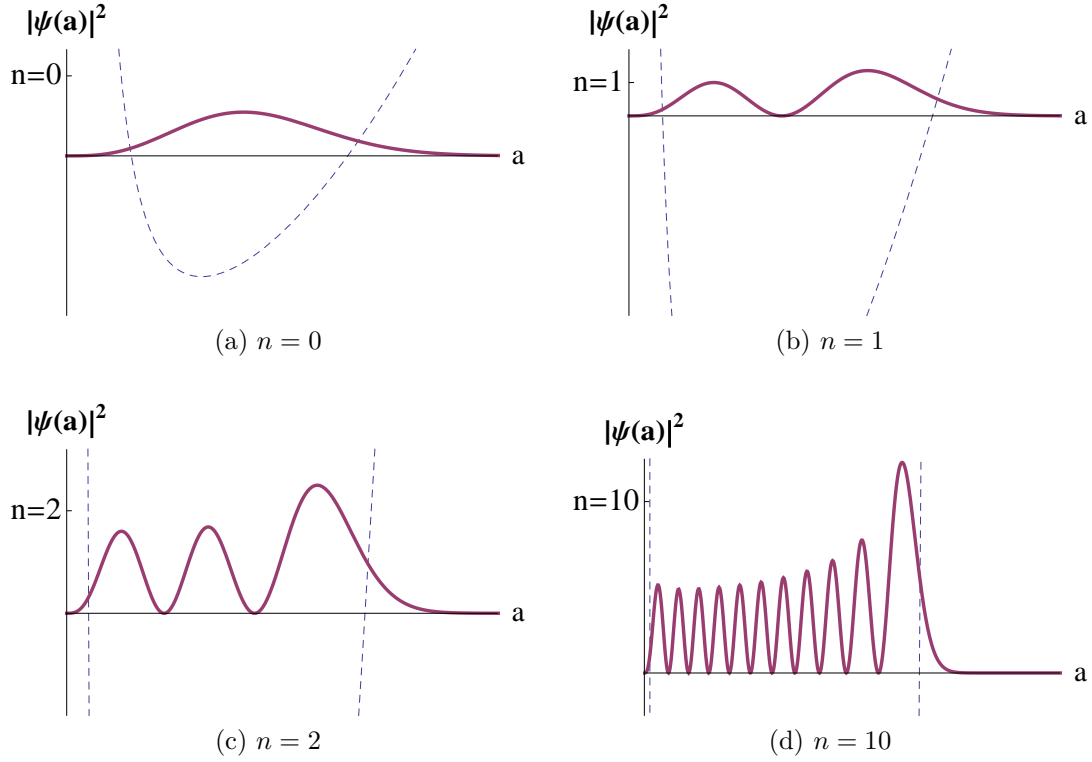 |ψ(a)|²
n=0
a
(a) n = 0
|ψ(a)|²
n=1
a
(b) n = 1
|ψ(a)|²
n=2
a
(c) n = 2
|ψ(a)|²
n=10
a
(d) n = 10